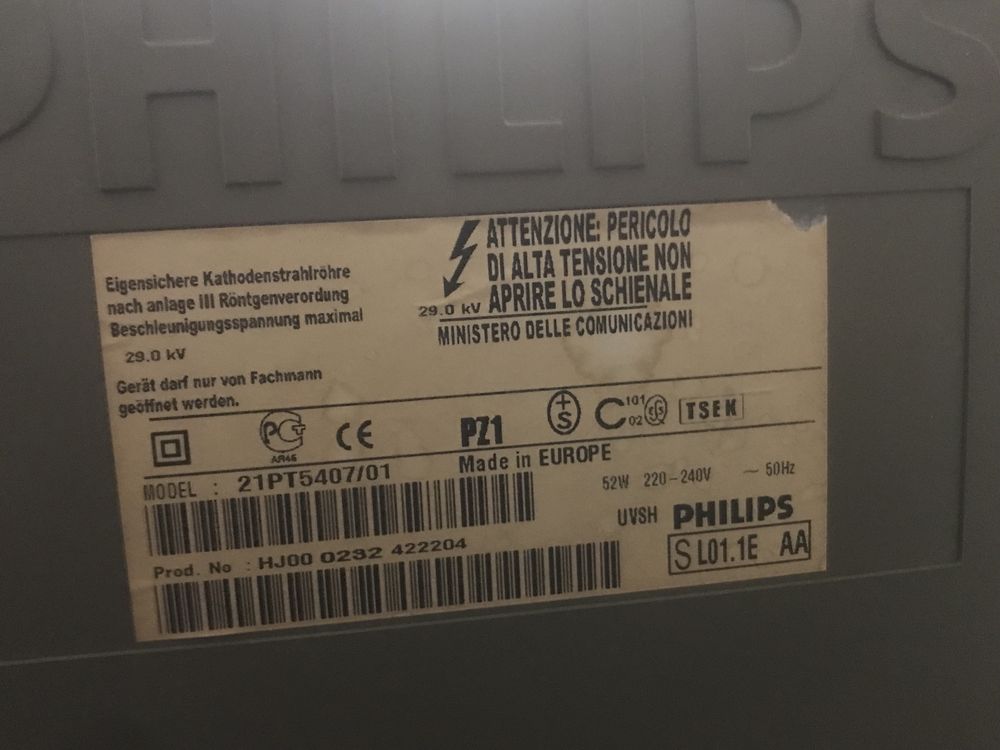 PHILIPS
Eigensichere Kathodenstrahlröhre
nach anlage III Röntgenverordung
Beschleunigungsspannung maximal
29.0 kV
Gerät darf nur von Fachmann
geöffnet werden.
ATTENZIONE: PERICOLO
DI ALTA TENSIONE NON
29.0 kV APRIRE LO SCHIENALE
MINISTERO DELLE COMUNICAZIONI
PCT
AR46
CE
PZ1
+S
C 101
02
TSEK
Made in EUROPE
MODEL : 21PT5407/01
52W 220-240V ~ 50Hz
UVSH PHILIPS
Prod. No : HJ00 0232 422204
S L01.1E AA